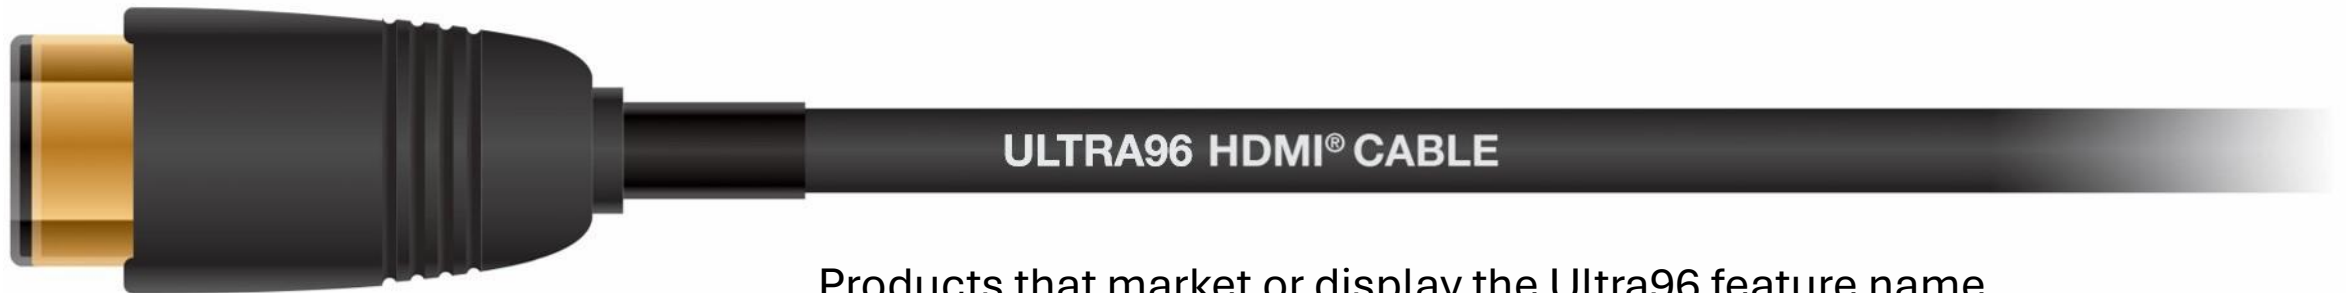 ULTRA96 HDMI® CABLE
Products that market or display the Ultra96 feature name